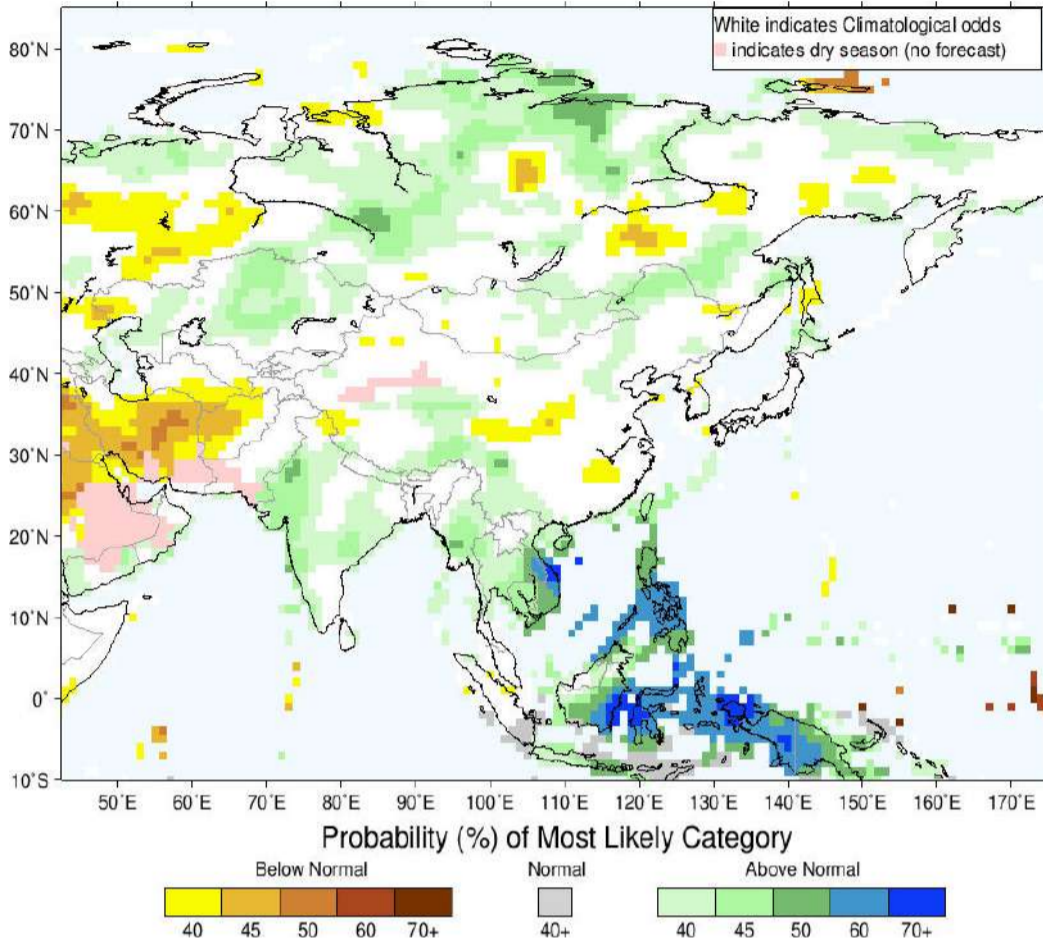 White indicates Climatological odds
indicates dry season (no forecast)
80°N
70°N
60°N
50°N
40°N
30°N
20°N
10°N
0°
10°S
50°E 60°E 70°E 80°E 90°E 100°E 110°E 120°E 130°E 140°E 150°E 160°E 170°E
Probability (%) of Most Likely Category
Below Normal Normal Above Normal
40 45 50 60 70+ 40+ 40 45 50 60 70+